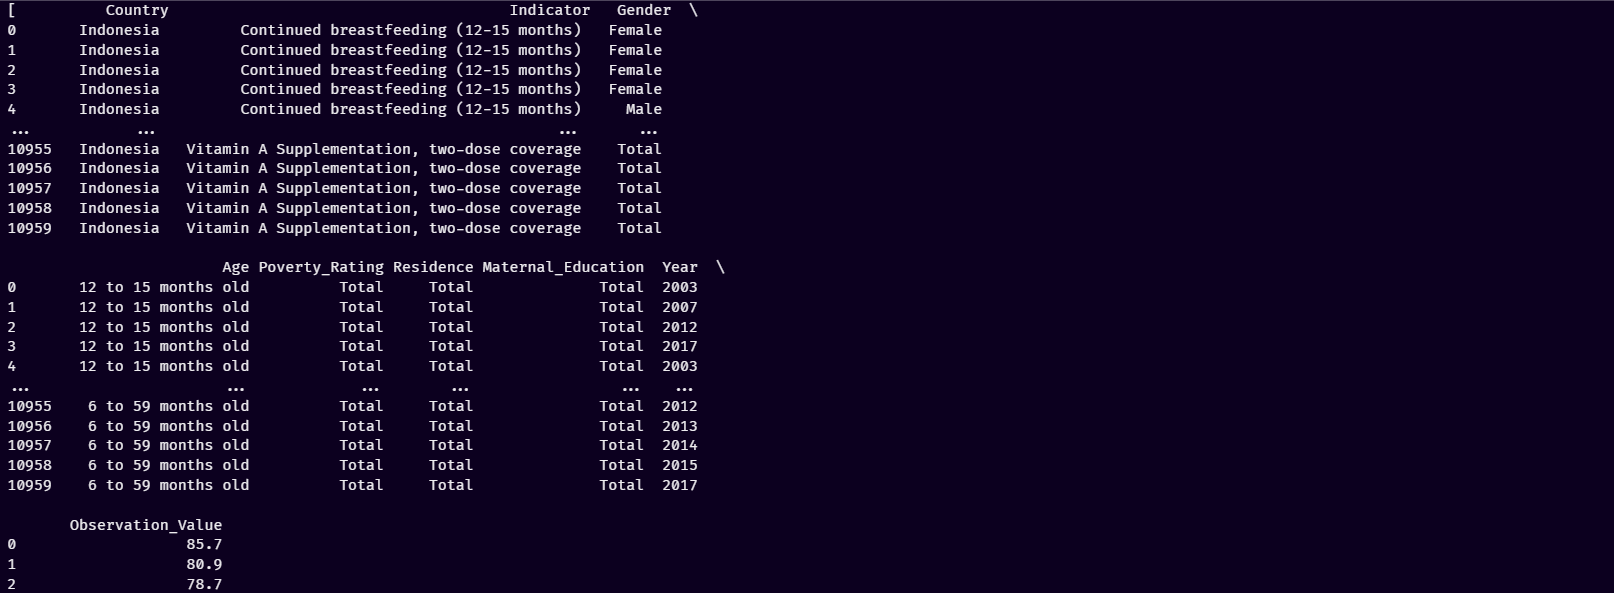 [          Country                                      Indicator   Gender  \
0       Indonesia         Continued breastfeeding (12-15 months)   Female
1       Indonesia         Continued breastfeeding (12-15 months)   Female
2       Indonesia         Continued breastfeeding (12-15 months)   Female
3       Indonesia         Continued breastfeeding (12-15 months)   Female
4       Indonesia         Continued breastfeeding (12-15 months)     Male
...           ...                                            ...      ...
10955   Indonesia   Vitamin A Supplementation, two-dose coverage    Total
10956   Indonesia   Vitamin A Supplementation, two-dose coverage    Total
10957   Indonesia   Vitamin A Supplementation, two-dose coverage    Total
10958   Indonesia   Vitamin A Supplementation, two-dose coverage    Total
10959   Indonesia   Vitamin A Supplementation, two-dose coverage    Total
                        Age Poverty_Rating Residence Maternal_Education  Year  \
0       12 to 15 months old          Total     Total              Total  2003
1       12 to 15 months old          Total     Total              Total  2007
2       12 to 15 months old          Total     Total              Total  2012
3       12 to 15 months old          Total     Total              Total  2017
4       12 to 15 months old          Total     Total              Total  2003
...                     ...            ...       ...                ...   ...
10955    6 to 59 months old          Total     Total              Total  2012
10956    6 to 59 months old          Total     Total              Total  2013
10957    6 to 59 months old          Total     Total              Total  2014
10958    6 to 59 months old          Total     Total              Total  2015
10959    6 to 59 months old          Total     Total              Total  2017
       Observation_Value
0                   85.7
1                   80.9
2                   78.7